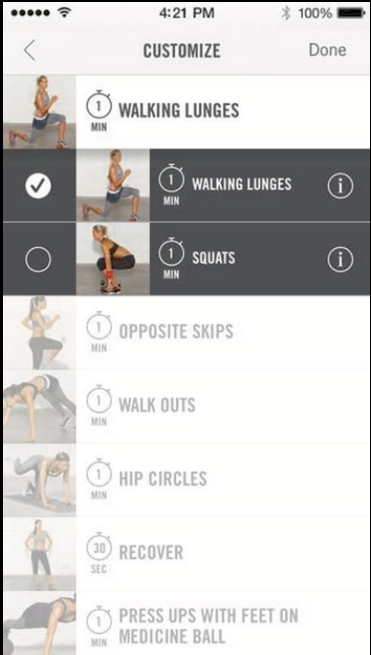 4:21 PM
100%
CUSTOMIZE
Done
1
MIN
WALKING LUNGES
1
MIN
WALKING LUNGES
i
1
MIN
SQUATS
i
1
MIN
OPPOSITE SKIPS
1
MIN
WALK OUTS
1
MIN
HIP CIRCLES
30
SEC
RECOVER
1
MIN
PRESS UPS WITH FEET ON
MEDICINE BALL